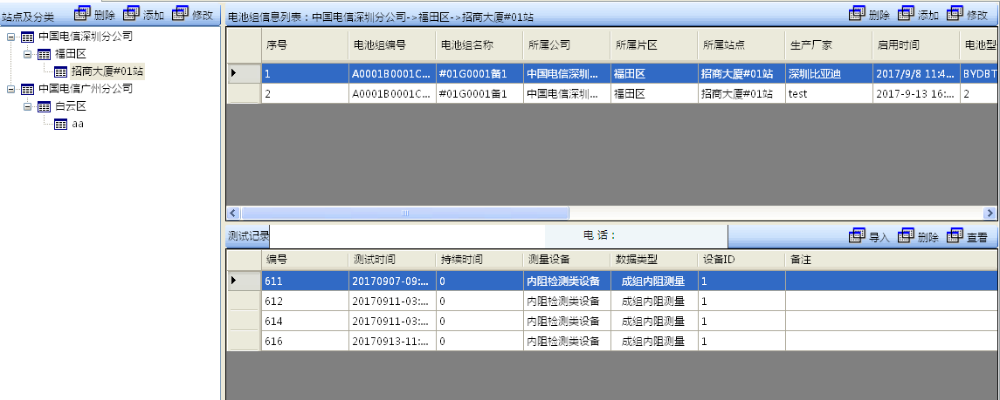 站点及分类 删除 添加 修改
中国电信深圳分公司
福田区
招商大厦#01站
中国电信广州分公司
白云区
aa
电池组信息列表：中国电信深圳分公司->福田区->招商大厦#01站 删除 添加 修改
序号 电池组编号 电池组名称 所属公司 所属片区 所属站点 生产厂家 启用时间 电池型
1 A0001B0001C... #01G0001备1 中国电信深圳... 福田区 招商大厦#01站 深圳比亚迪 2017/9/8 11:4... BYDBT
2 A0001B0001C... #01G0001备1 中国电信深圳... 福田区 招商大厦#01站 test 2017-9-13 16:... 2
测试记录 电 话： 导入 删除 查看
编号 测试时间 持续时间 测量设备 数据类型 设备ID 备注
611 20170907-09:... 0 内阻检测类设备 成组内阻测量 1
612 20170911-03:... 0 内阻检测类设备 成组内阻测量 1
614 20170911-03:... 0 内阻检测类设备 成组内阻测量 1
616 20170913-11:... 0 内阻检测类设备 成组内阻测量 1